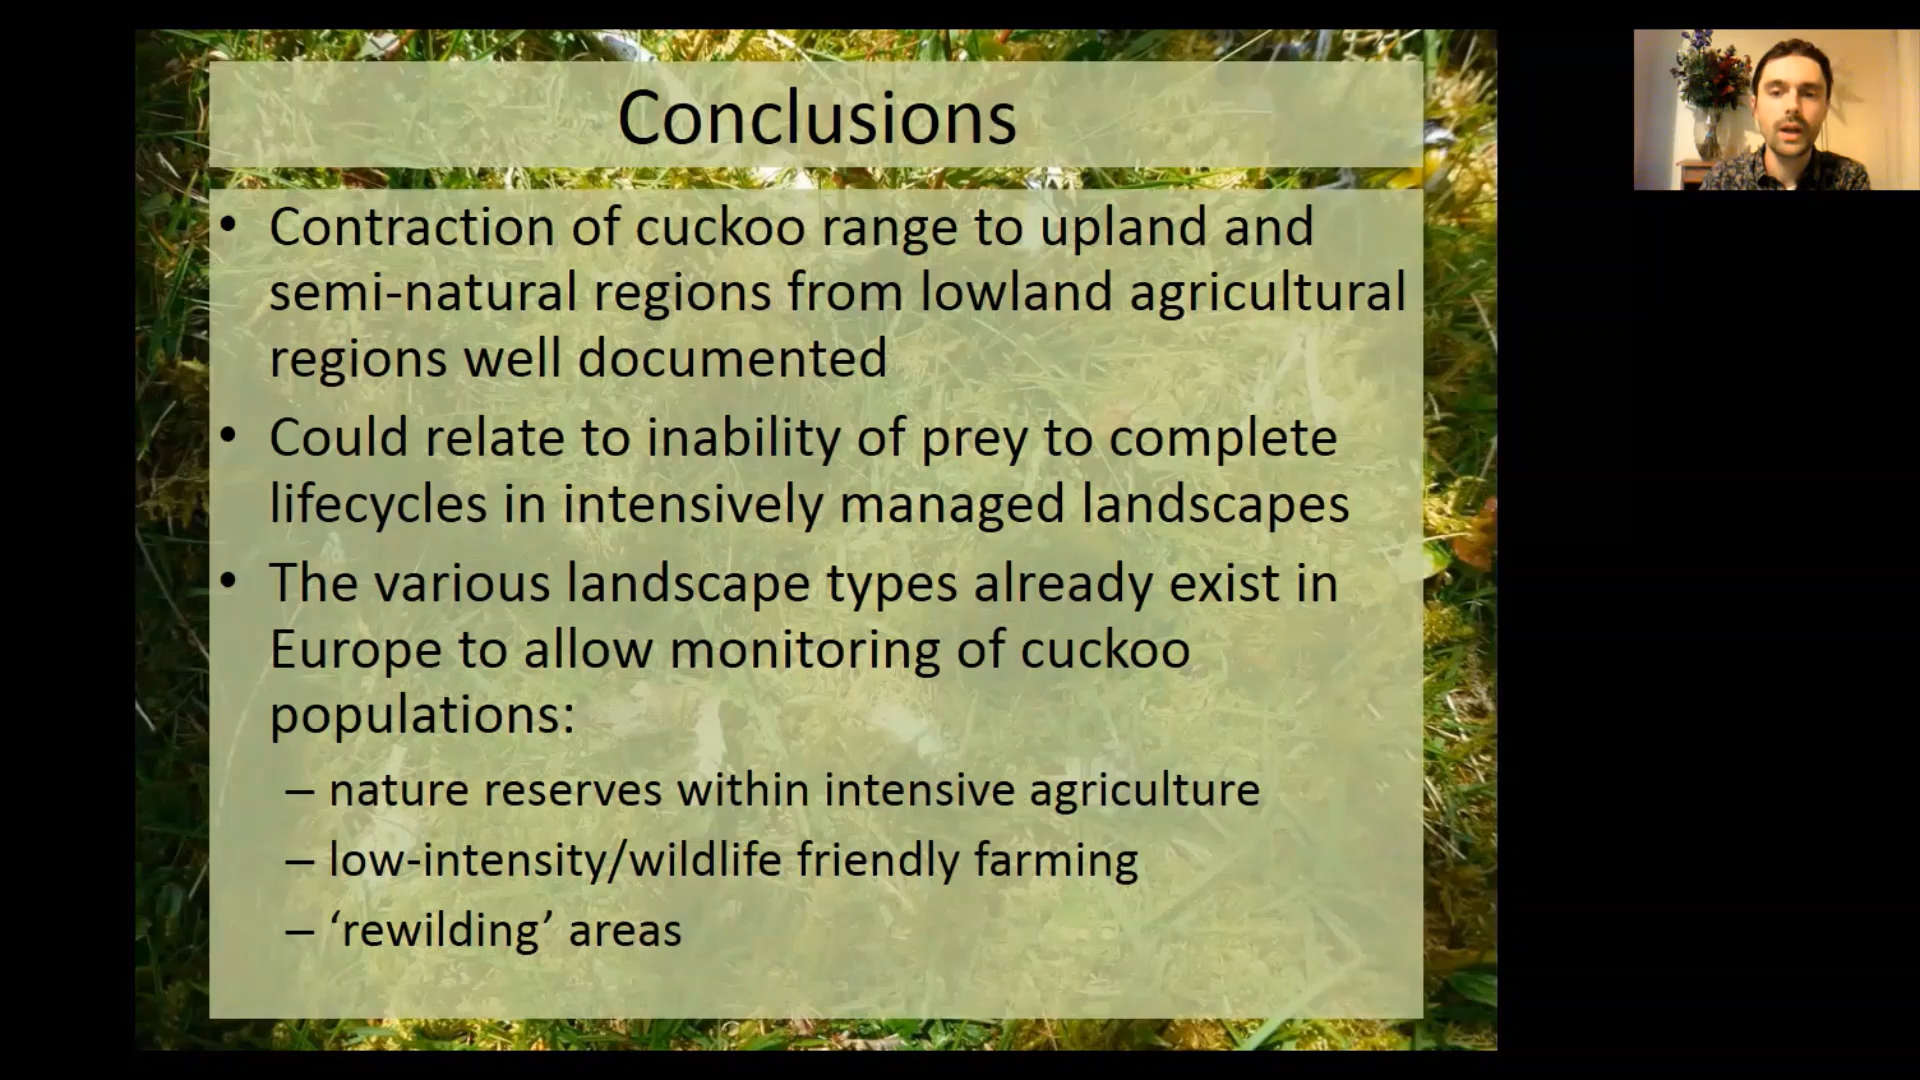 Conclusions
• Contraction of cuckoo range to upland and
semi-natural regions from lowland agricultural
regions well documented
• Could relate to inability of prey to complete
lifecycles in intensively managed landscapes
• The various landscape types already exist in
Europe to allow monitoring of cuckoo
populations:
– nature reserves within intensive agriculture
– low-intensity/wildlife friendly farming
– ‘rewilding’ areas